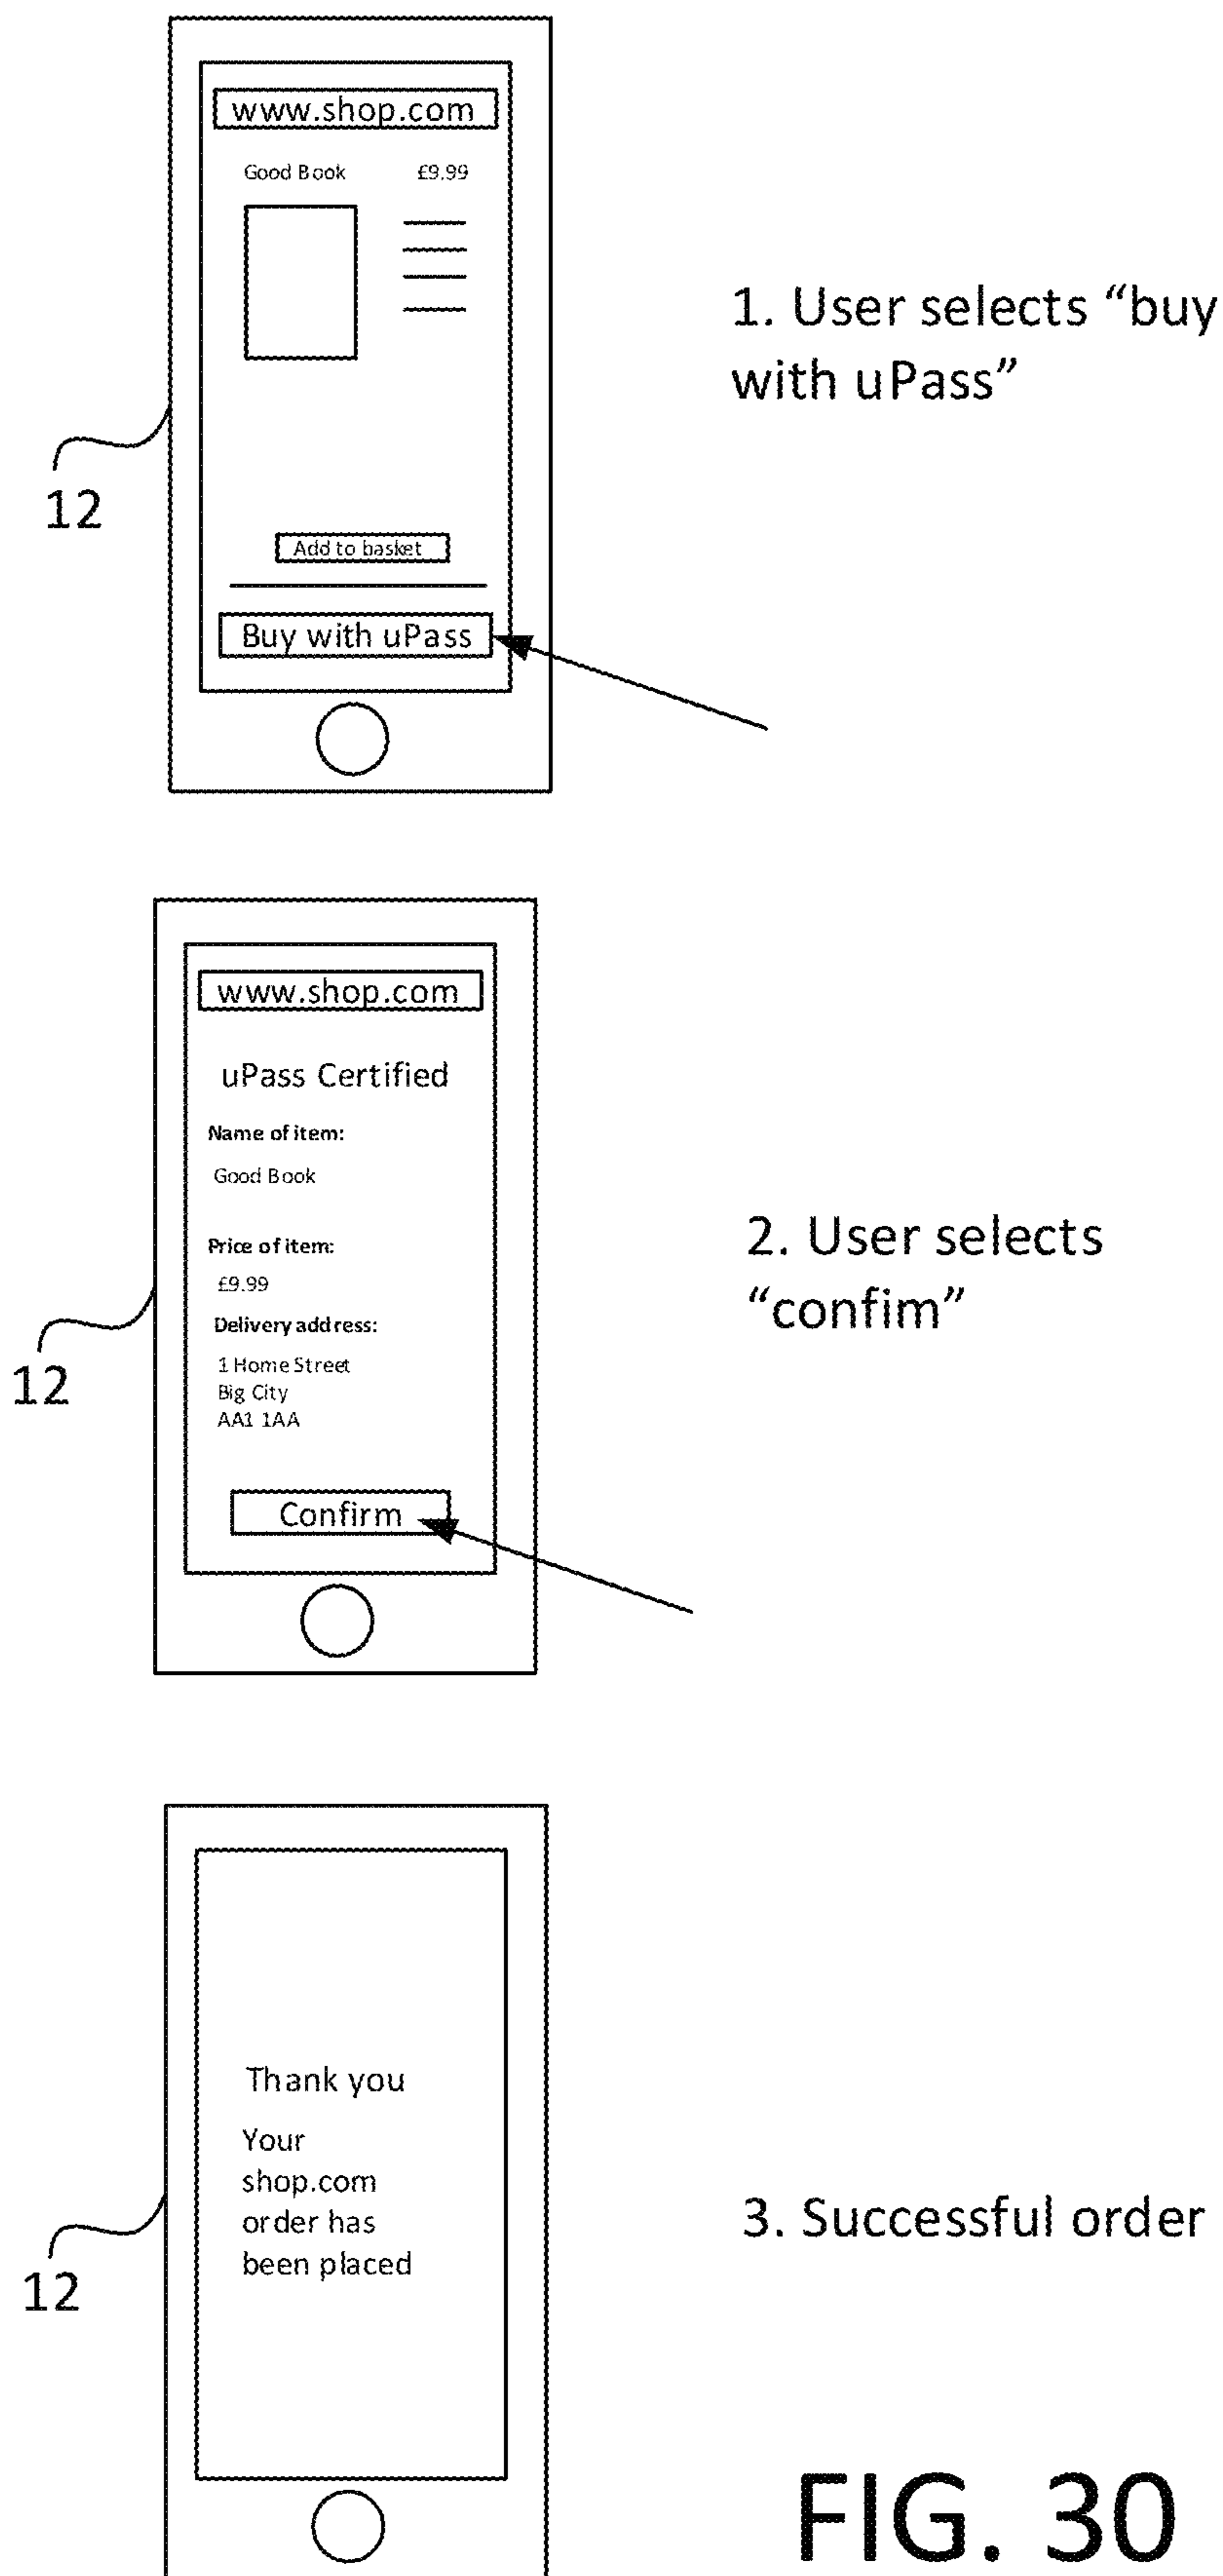 www.shop.com
Good Book £9.99
1. User selects “buy
with uPass”
12
Add to basket
Buy with uPass
www.shop.com
uPass Certified
Name of item:
Good Book
Price of item:
£9.99
Delivery address:
1 Home Street
Big City
AA1 1AA
2. User selects
“confim”
12
Confirm
Thank you
Your
shop.com
order has
been placed
3. Successful order
12
FIG. 30